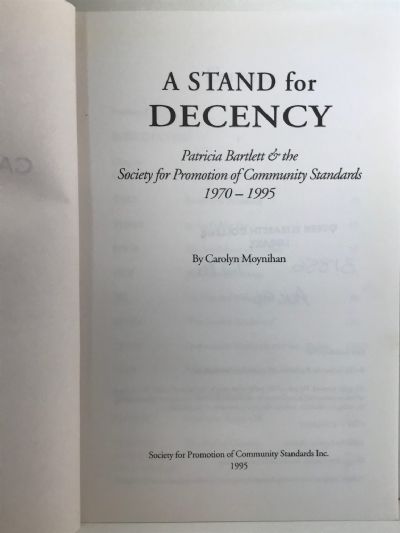 A STAND for
DECENCY
Patricia Bartlett & the
Society for Promotion of Community Standards
1970 – 1995
By Carolyn Moynihan
Society for Promotion of Community Standards Inc.
1995